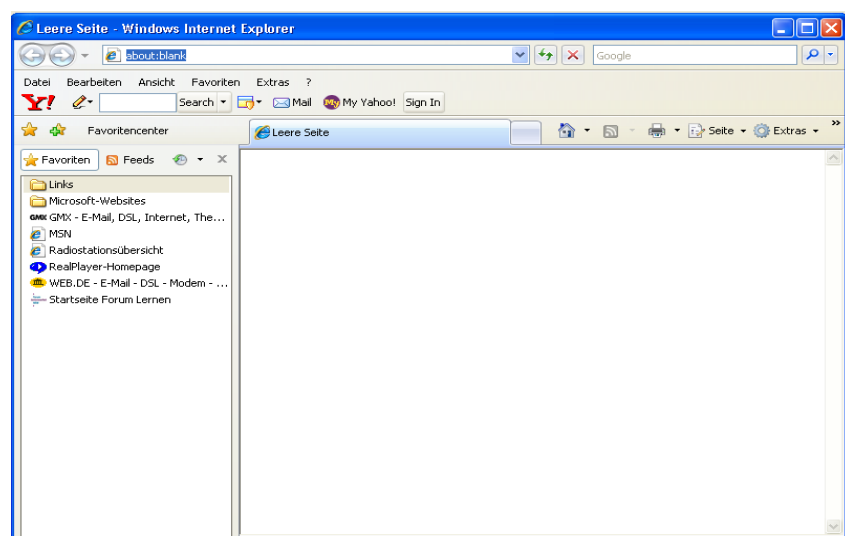 Leere Seite - Windows Internet Explorer
about:blank
Google
Datei Bearbeiten Ansicht Favoriten Extras ?
Y! Search Mail My My Yahoo! Sign In
Favoritencenter Leere Seite Seite Extras »
Favoriten Feeds
Links
Microsoft-Websites
GMX GMX - E-Mail, DSL, Internet, The...
MSN
Radiostationsübersicht
RealPlayer-Homepage
WEB.DE - E-Mail - DSL - Modem - ...
Startseite Forum Lernen